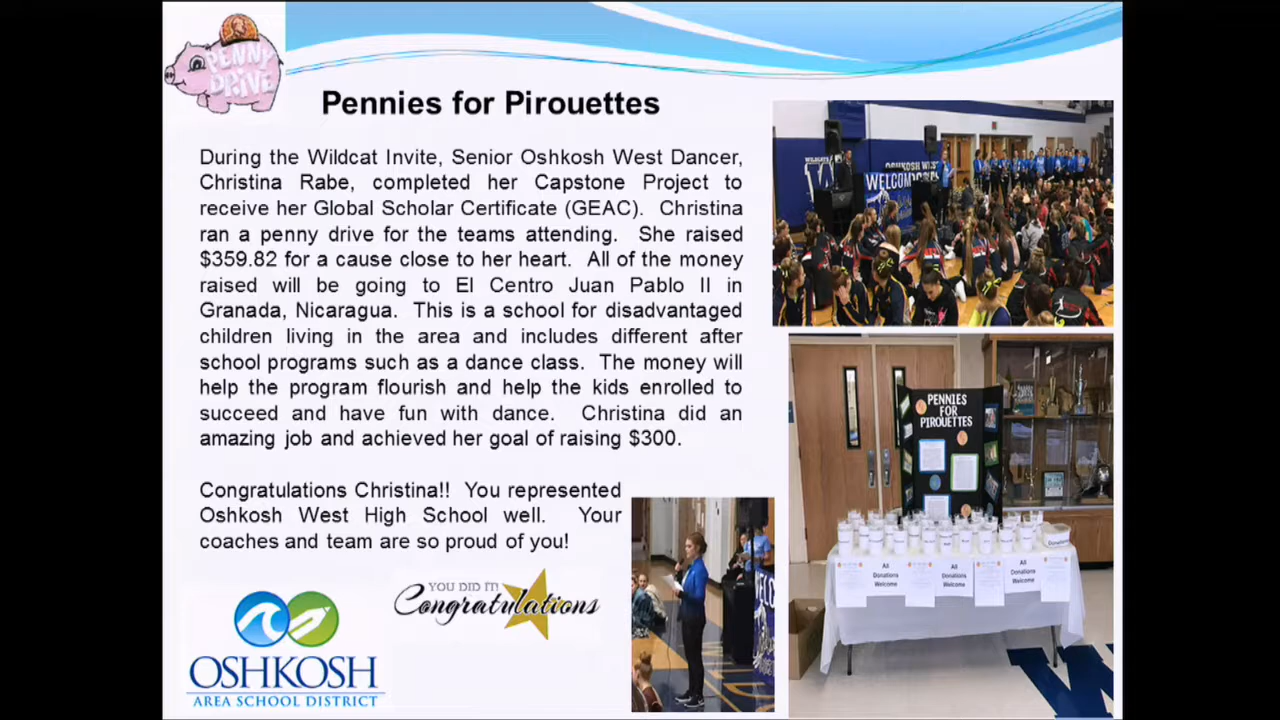 PENNY
DRIVE
Pennies for Pirouettes
During the Wildcat Invite, Senior Oshkosh West Dancer,
Christina Rabe, completed her Capstone Project to
receive her Global Scholar Certificate (GEAC). Christina
ran a penny drive for the teams attending. She raised
$359.82 for a cause close to her heart. All of the money
raised will be going to El Centro Juan Pablo II in
Granada, Nicaragua. This is a school for disadvantaged
children living in the area and includes different after
school programs such as a dance class. The money will
help the program flourish and help the kids enrolled to
succeed and have fun with dance. Christina did an
amazing job and achieved her goal of raising $300.
Congratulations Christina!! You represented
Oshkosh West High School well. Your
coaches and team are so proud of you!
YOU DID IT!
Congratulations
OSHKOSH
AREA SCHOOL DISTRICT
WILDCATS
W
OSHKOSH WEST
WELCOME
PENNIES
FOR
PIROUETTES
All
Donations
Welcome
All
Donations
Welcome
All
Donations
Welcome